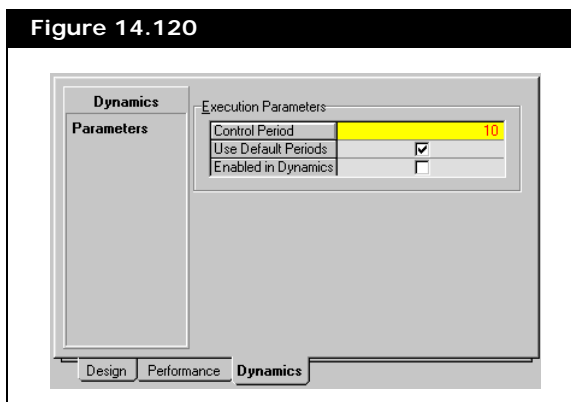 Figure 14.120
Dynamics
Parameters
Execution Parameters
Control Period 10
Use Default Periods
Enabled in Dynamics
Design Performance Dynamics